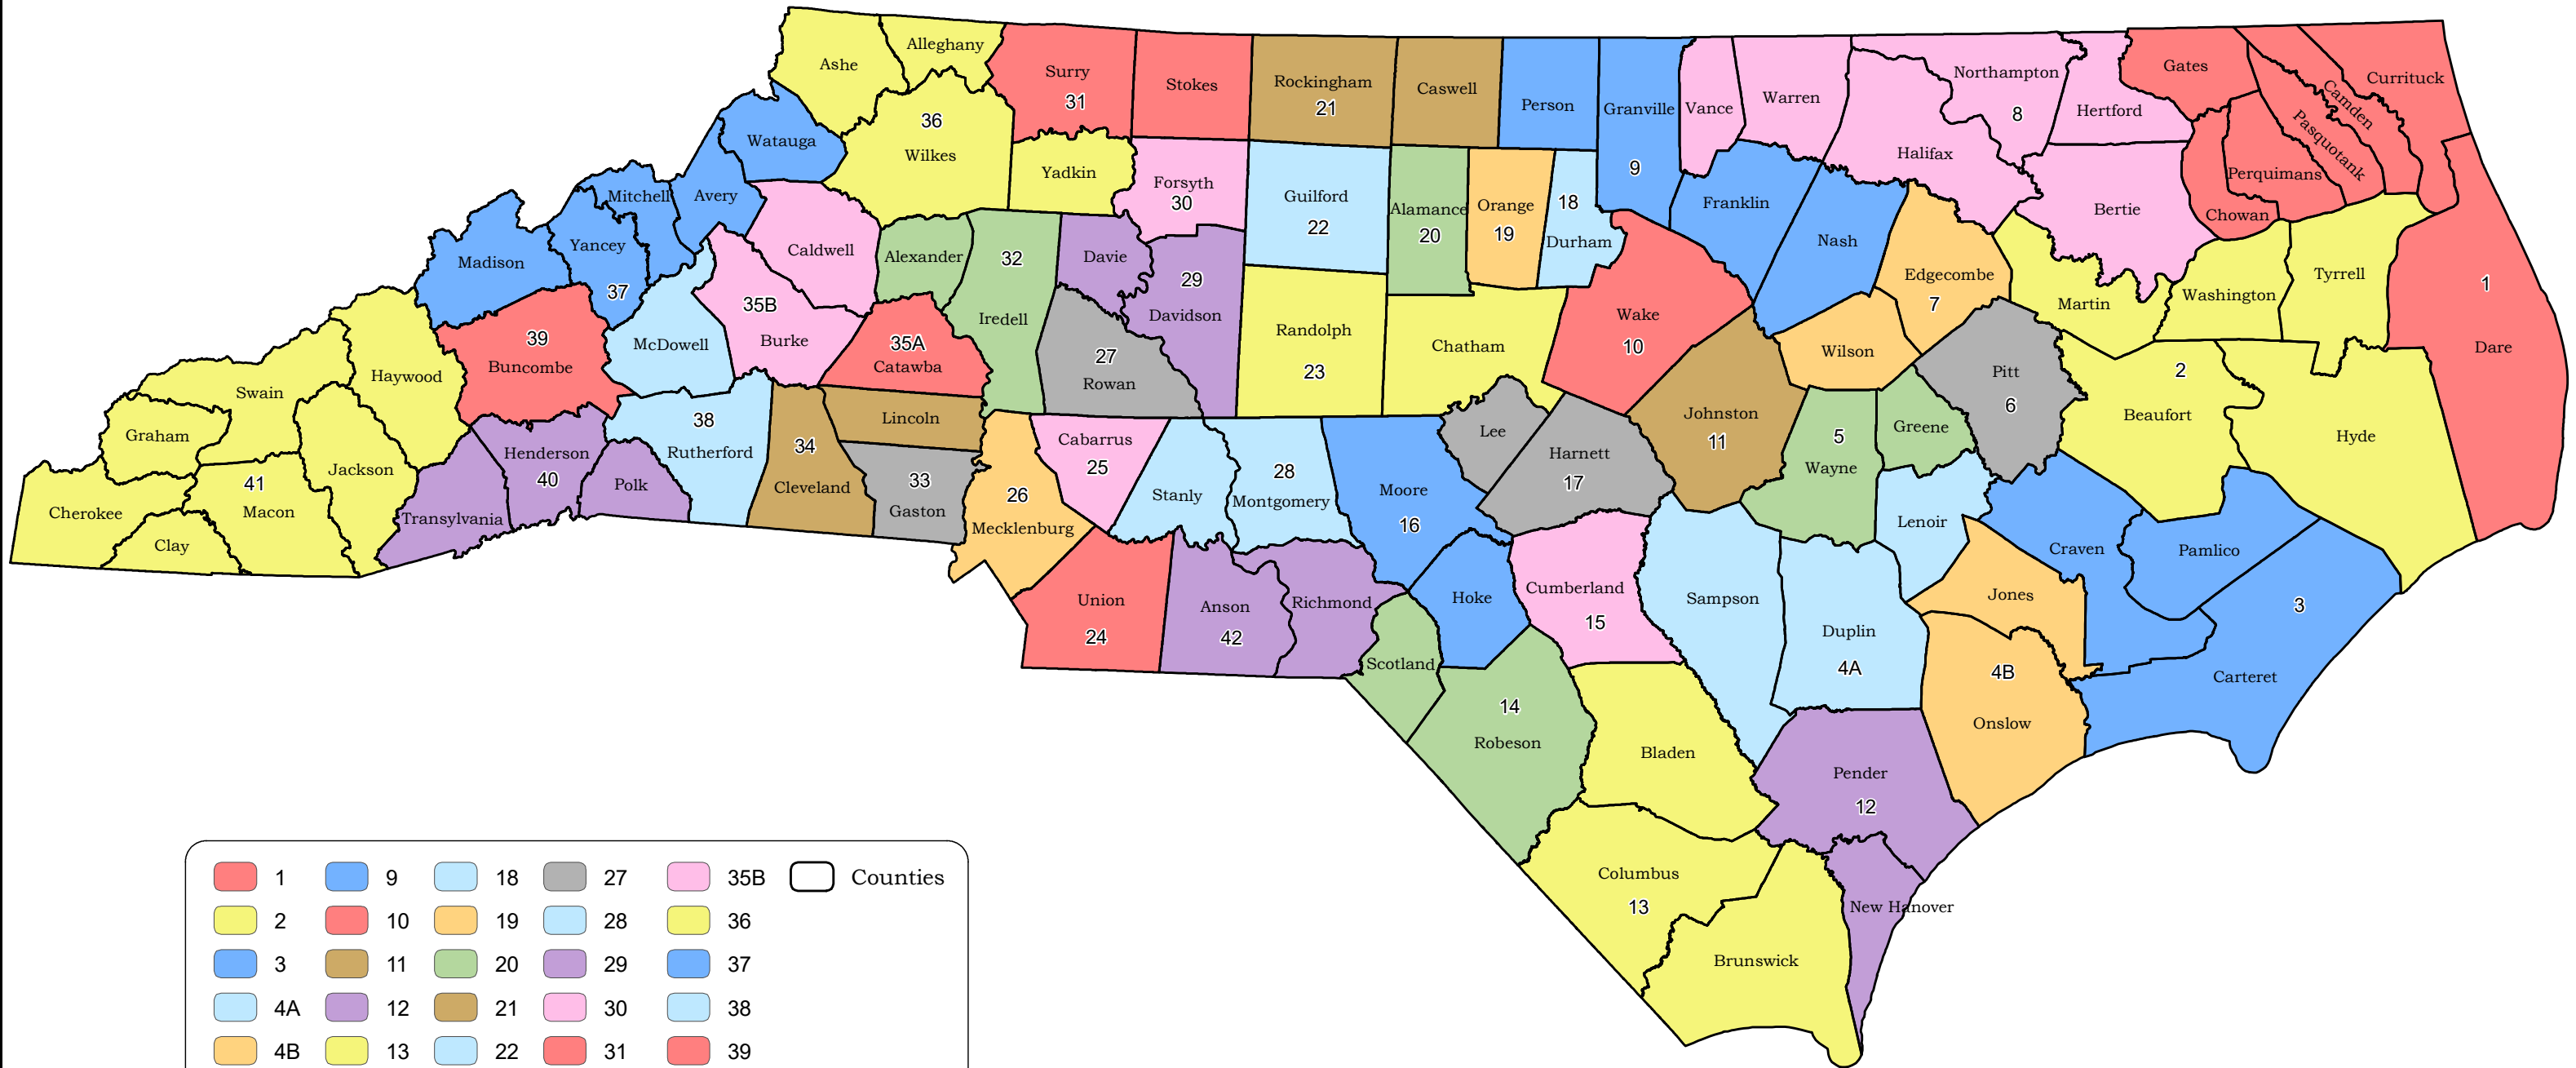 Ashe
Alleghany
Surry
31
Stokes
Rockingham
21
Caswell
Person
Granville
9
Vance
Warren
Northampton
8
Halifax
Hertford
Gates
Camden
Currituck
Pasquotank
Perquimans
Chowan
Bertie
Watauga
36
Wilkes
Yadkin
Forsyth
30
Guilford
22
Alamance
20
Orange
19
18
Durham
Franklin
Nash
Edgecombe
7
Martin
Washington
Tyrrell
1
Dare
Mitchell
Avery
Yancey
37
Madison
Caldwell
Alexander
32
Iredell
Davie
29
Davidson
35B
Burke
McDowell
39
Buncombe
35A
Catawba
27
Rowan
Randolph
23
Chatham
Wake
10
Wilson
Pitt
6
2
Beaufort
Hyde
Haywood
Swain
Graham
Jackson
Cherokee
41
Macon
Clay
Transylvania
Henderson
40
Polk
38
Rutherford
34
Cleveland
Lincoln
33
Gaston
26
Mecklenburg
Cabarrus
25
Stanly
28
Montgomery
Moore
16
Lee
Harnett
17
Johnston
11
5
Wayne
Greene
Lenoir
Craven
Pamlico
Jones
3
Carteret
Union
24
Anson
42
Richmond
Scotland
Hoke
Cumberland
15
Sampson
Duplin
4A
4B
Onslow
14
Robeson
Bladen
Pender
12
Columbus
13
New Hanover
Brunswick
1 9 18 27 35B Counties
2 10 19 28 36
3 11 20 29 37
4A 12 21 30 38
4B 13 22 31 39